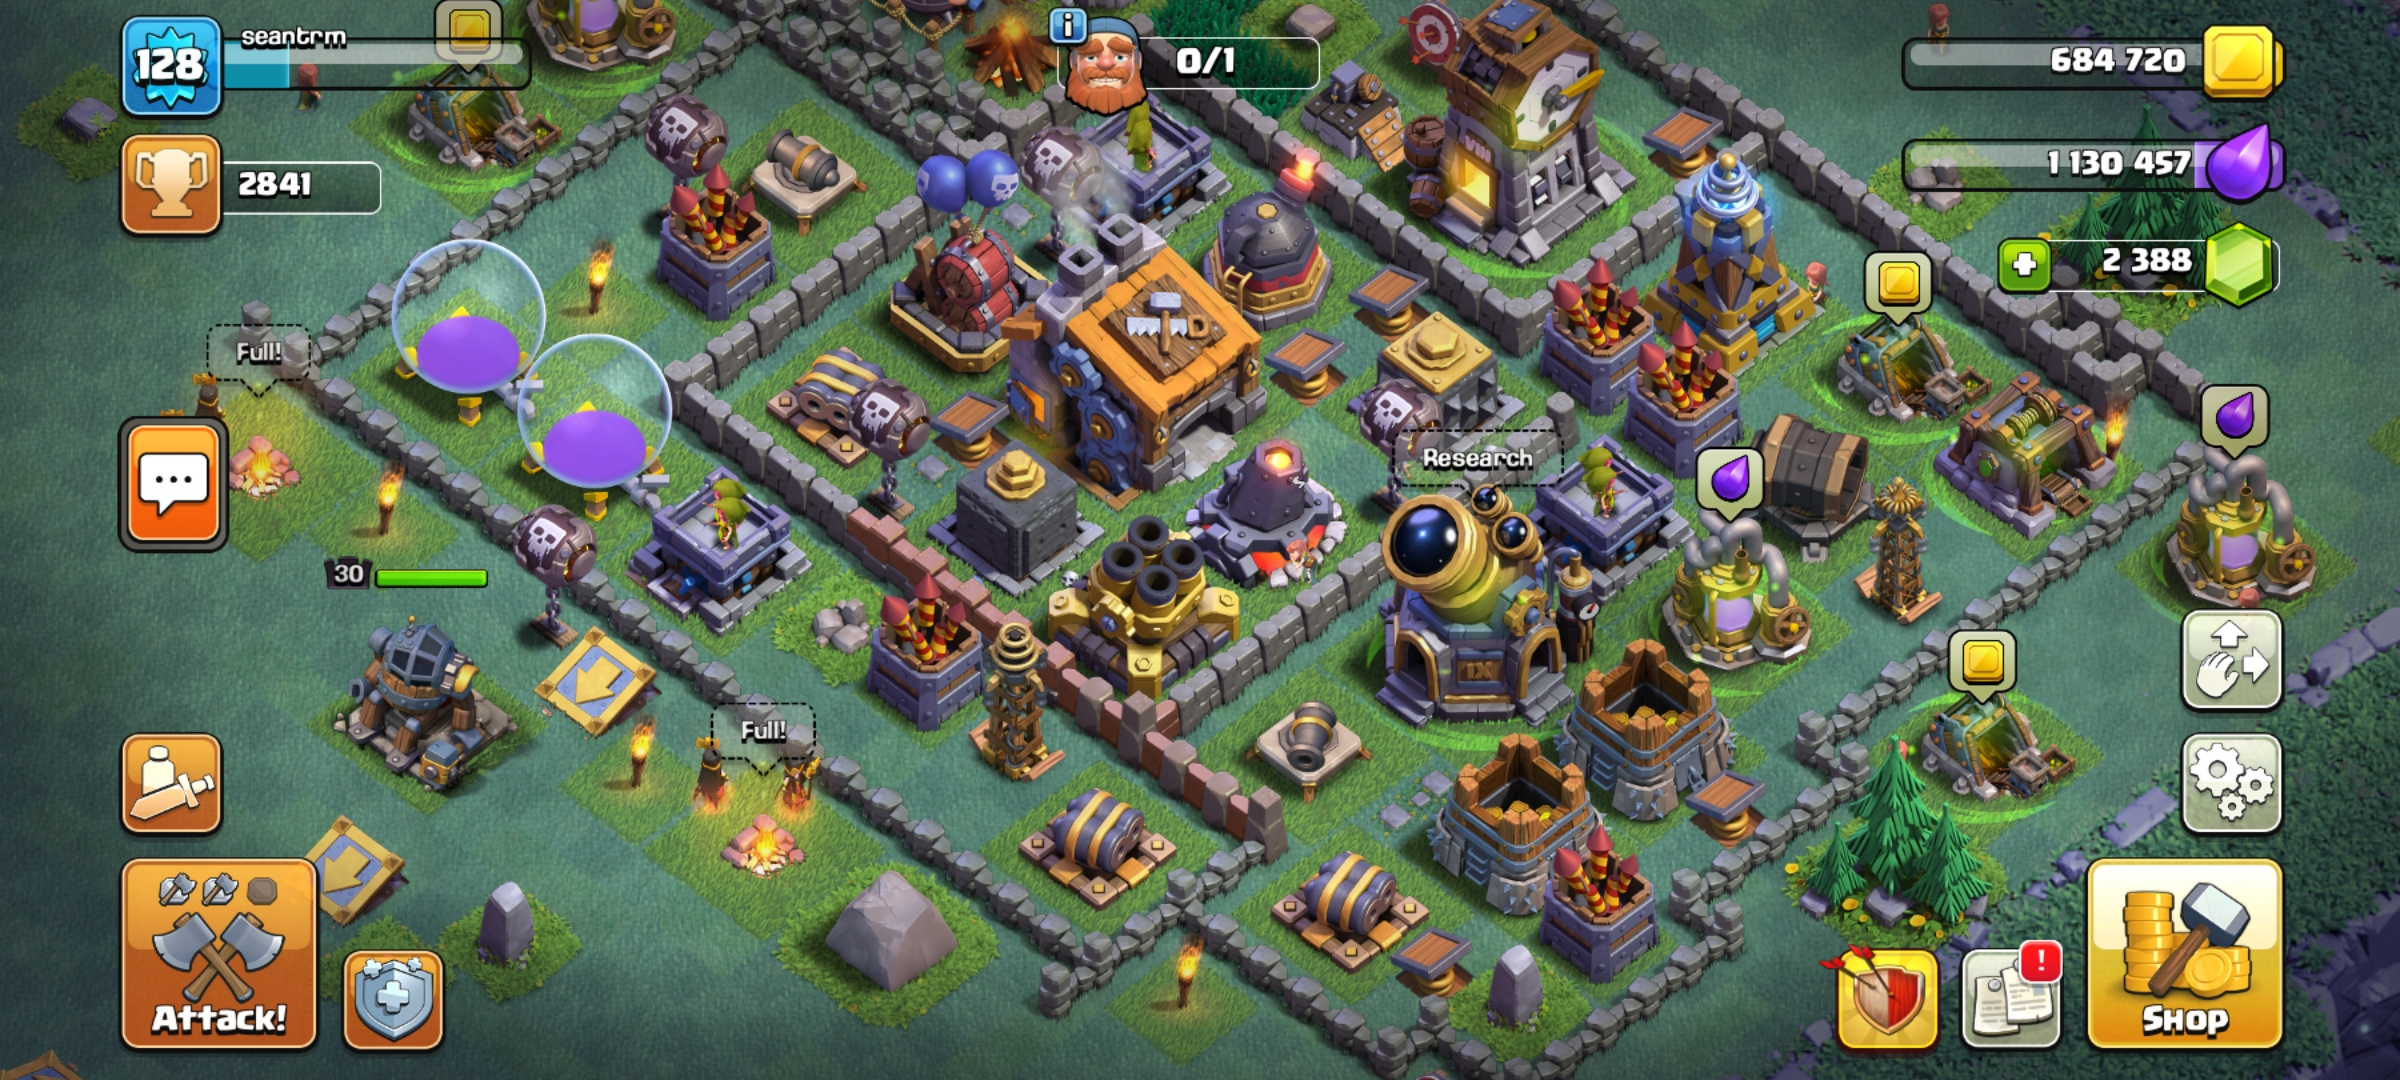 128
seantrm
0/1
684 720
2841
1 130 457
2 388
VIII
Full!
Research
30
IX
Full!
Attack!
!
Shop